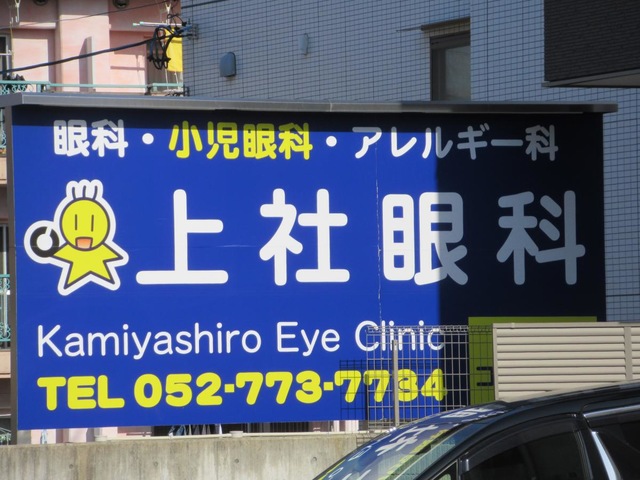 眼科・小児眼科・アレルギー科
上社眼科
Kamiyashiro Eye Clinic
TEL 052-773-7734